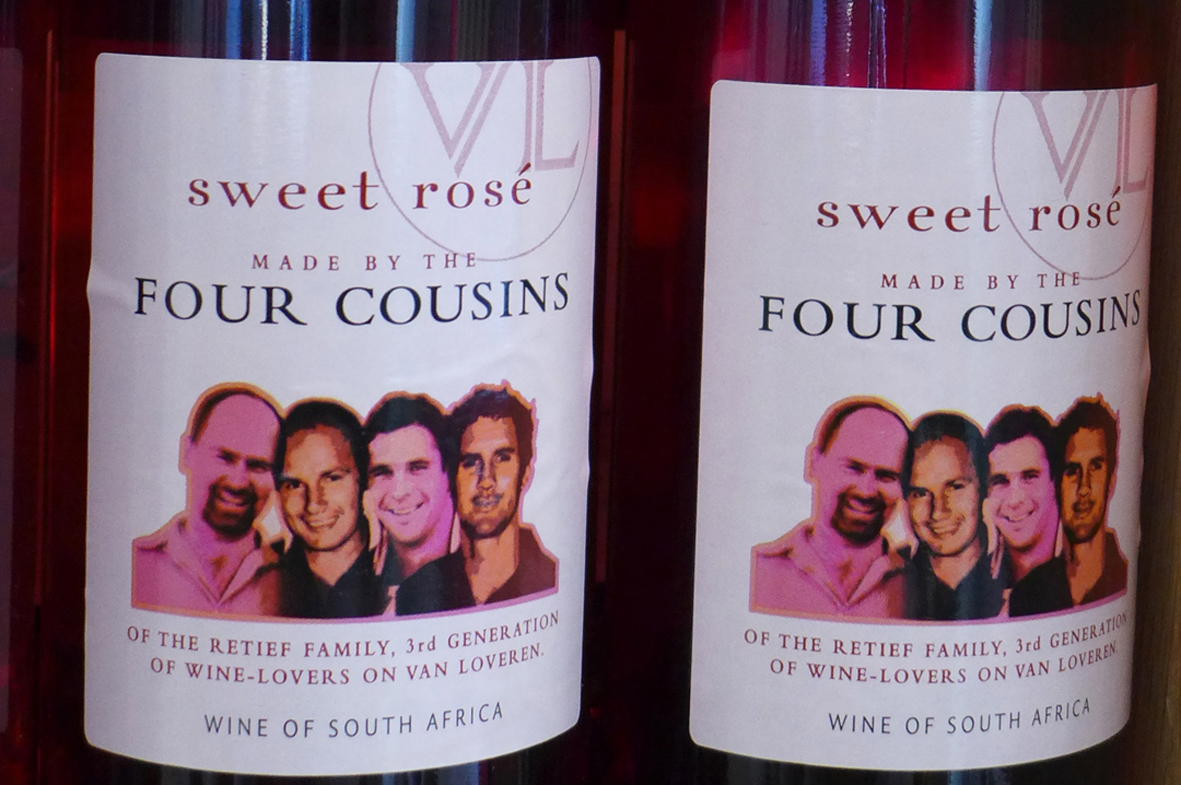 VL
sweet rosé
MADE BY THE
FOUR COUSINS
OF THE RETIEF FAMILY, 3rd GENERATION
OF WINE-LOVERS ON VAN LOVEREN.
WINE OF SOUTH AFRICA
VL
sweet rosé
MADE BY THE
FOUR COUSINS
OF THE RETIEF FAMILY, 3rd GENERATION
OF WINE-LOVERS ON VAN LOVEREN.
WINE OF SOUTH AFRICA